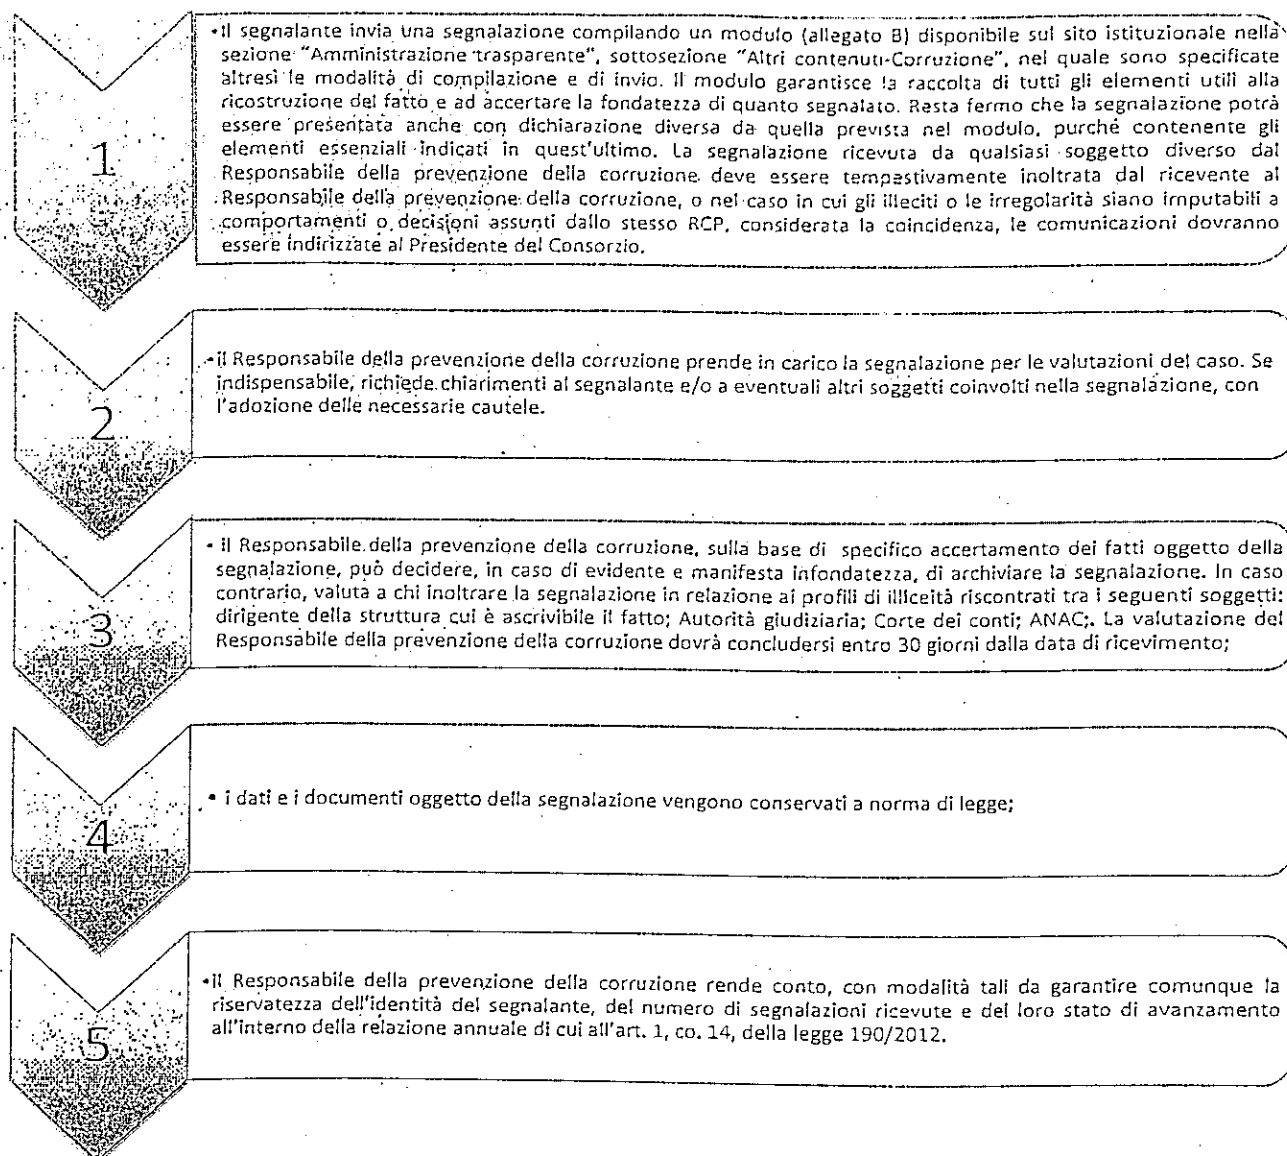 •Il segnalante invia una segnalazione compilando un modulo (allegato B) disponibile sul sito istituzionale nella
sezione "Amministrazione trasparente", sottosezione "Altri contenuti-Corruzione", nel quale sono specificate
altresì le modalità di compilazione e di invio. Il modulo garantisce la raccolta di tutti gli elementi utili alla
ricostruzione del fatto e ad accertare la fondatezza di quanto segnalato. Resta fermo che la segnalazione potrà
essere presentata anche con dichiarazione diversa da quella prevista nel modulo, purché contenente gli
elementi essenziali indicati in quest'ultimo. La segnalazione ricevuta da qualsiasi soggetto diverso dal
Responsabile della prevenzione della corruzione deve essere tempestivamente inoltrata dal ricevente al
Responsabile della prevenzione della corruzione, o nel caso in cui gli illeciti o le irregolarità siano imputabili a
comportamenti o decisioni assunti dallo stesso RCP, considerata la coincidenza, le comunicazioni dovranno
essere indirizzate al Presidente del Consorzio.
1
•il Responsabile della prevenzione della corruzione prende in carico la segnalazione per le valutazioni del caso. Se
indispensabile, richiede chiarimenti al segnalante e/o a eventuali altri soggetti coinvolti nella segnalazione, con
l'adozione delle necessarie cautele.
2
• il Responsabile della prevenzione della corruzione, sulla base di specifico accertamento dei fatti oggetto della
segnalazione, può decidere, in caso di evidente e manifesta infondatezza, di archiviare la segnalazione. In caso
contrario, valuta a chi inoltrare la segnalazione in relazione ai profili di illiceità riscontrati tra i seguenti soggetti:
dirigente della struttura cui è ascrivibile il fatto; Autorità giudiziaria; Corte dei conti; ANAC;. La valutazione del
Responsabile della prevenzione della corruzione dovrà concludersi entro 30 giorni dalla data di ricevimento;
3
• i dati e i documenti oggetto della segnalazione vengono conservati a norma di legge;
4
•il Responsabile della prevenzione della corruzione rende conto, con modalità tali da garantire comunque la
riservatezza dell'identità del segnalante, del numero di segnalazioni ricevute e del loro stato di avanzamento
all'interno della relazione annuale di cui all'art. 1, co. 14, della legge 190/2012.
5